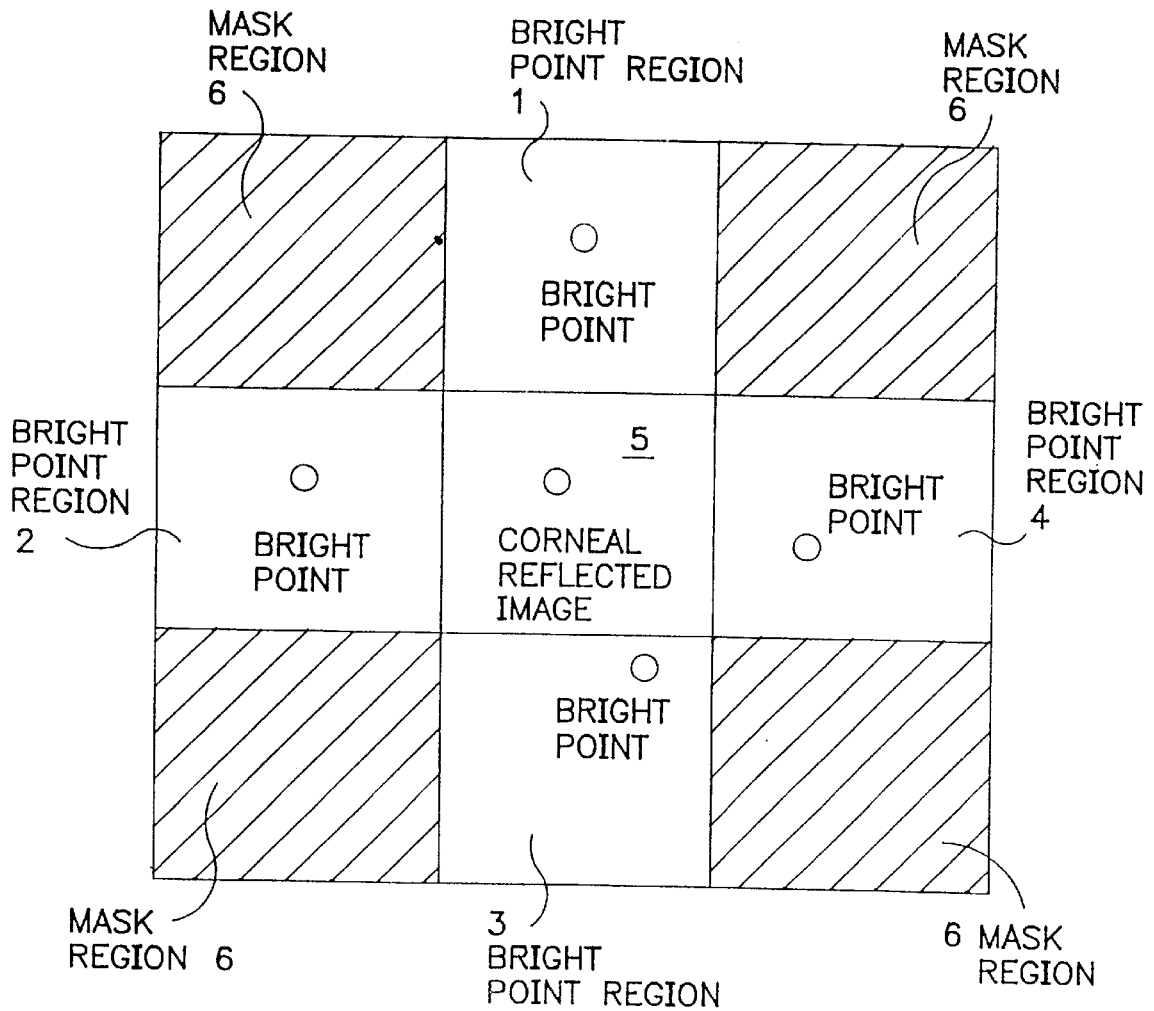 MASK
REGION
6
BRIGHT
POINT REGION
1
MASK
REGION
6
BRIGHT
POINT
BRIGHT
POINT
REGION
2
BRIGHT
POINT
5
CORNEAL
REFLECTED
IMAGE
BRIGHT
POINT
BRIGHT
POINT
REGION
4
BRIGHT
POINT
MASK
REGION 6
3
BRIGHT
POINT REGION
6 MASK
REGION